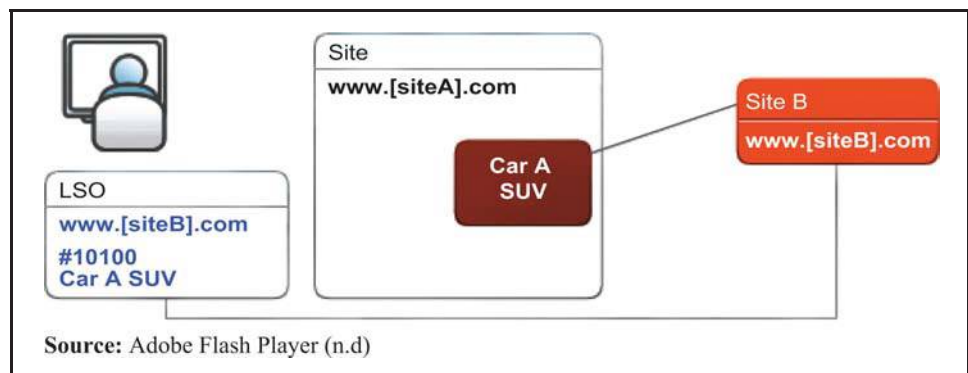 Site
www.[siteA].com
Car A
SUV
Site B
www.[siteB].com
LSO
www.[siteB].com
#10100
Car A SUV
Source: Adobe Flash Player (n.d)